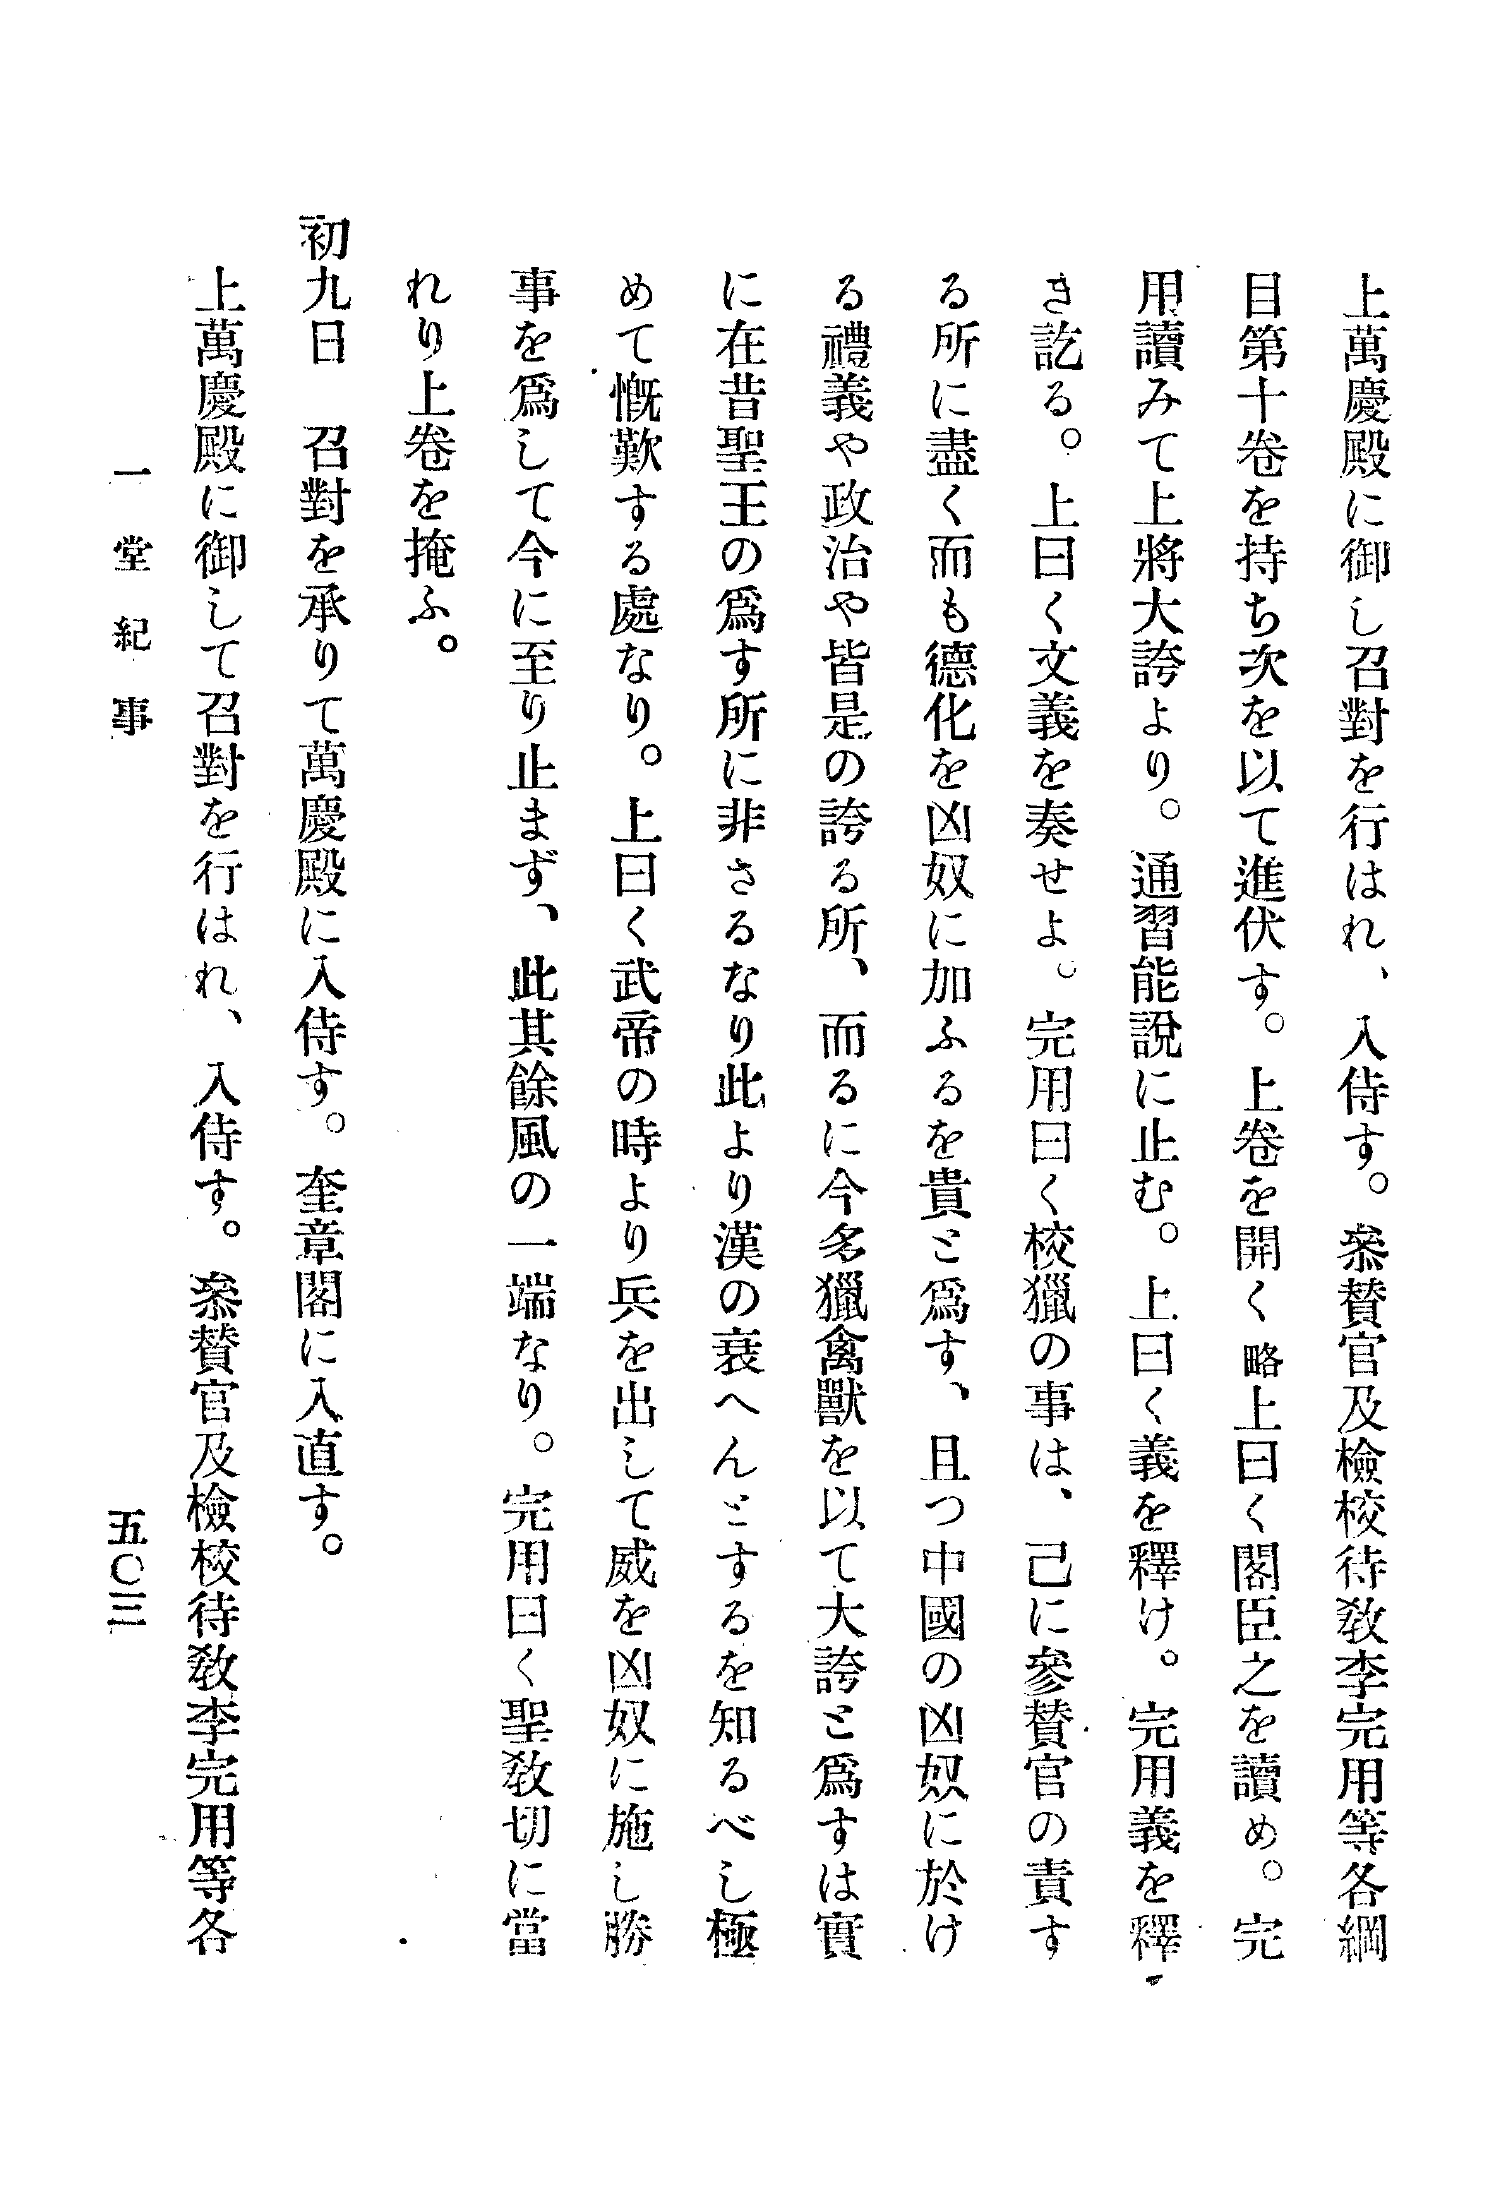 上萬慶殿に御し召對を行はれ、入侍す。叅贊官及檢校待敎李完用等各綱
目第十卷を持ち次を以て進伏す。上卷を開く略上曰く閣臣之を讀め。完
用讀みて上將大誇より。通習能說に止む。上曰く義を釋け。完用義を釋
き訖る。上曰く文義を奏せよ。完用曰く校獵の事は、己に參贊官の責す
る所に盡く而も德化を凶奴に加ふるを貴と爲す、且つ中國の凶奴に於け
る禮義や政治や皆是の誇る所、而るに今名獵禽獸を以て大誇と爲すは實
に在昔聖王の爲す所に非さるなり此より漢の衰へんとするを知るべし極
めて慨歎する處なり。上曰く武帝の時より兵を出して威を凶奴に施し勝
事を爲して今に至り止まず、此其餘風の一端なり。完用曰く聖敎切に當
れり上卷を掩ふ。
初九日　召對を承りて萬慶殿に入侍す。奎章閣に入直す。
上萬慶殿に御して召對を行はれ、入侍す。叅贊官及檢校待敎李完用等各
一堂紀事
五〇三